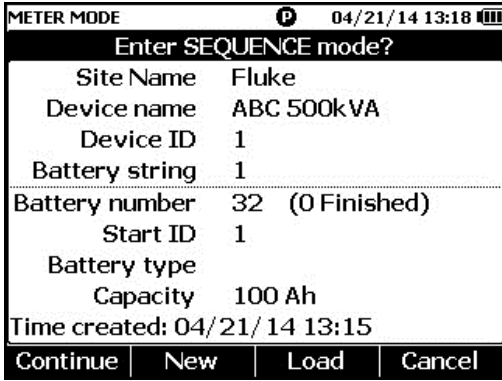 METER MODE P 04/21/14 13:18
Enter SEQUENCE mode?
Site Name Fluke
Device name ABC 500kVA
Device ID 1
Battery string 1
Battery number 32 (0 Finished)
Start ID 1
Battery type
Capacity 100 Ah
Time created: 04/21/14 13:15
Continue New Load Cancel